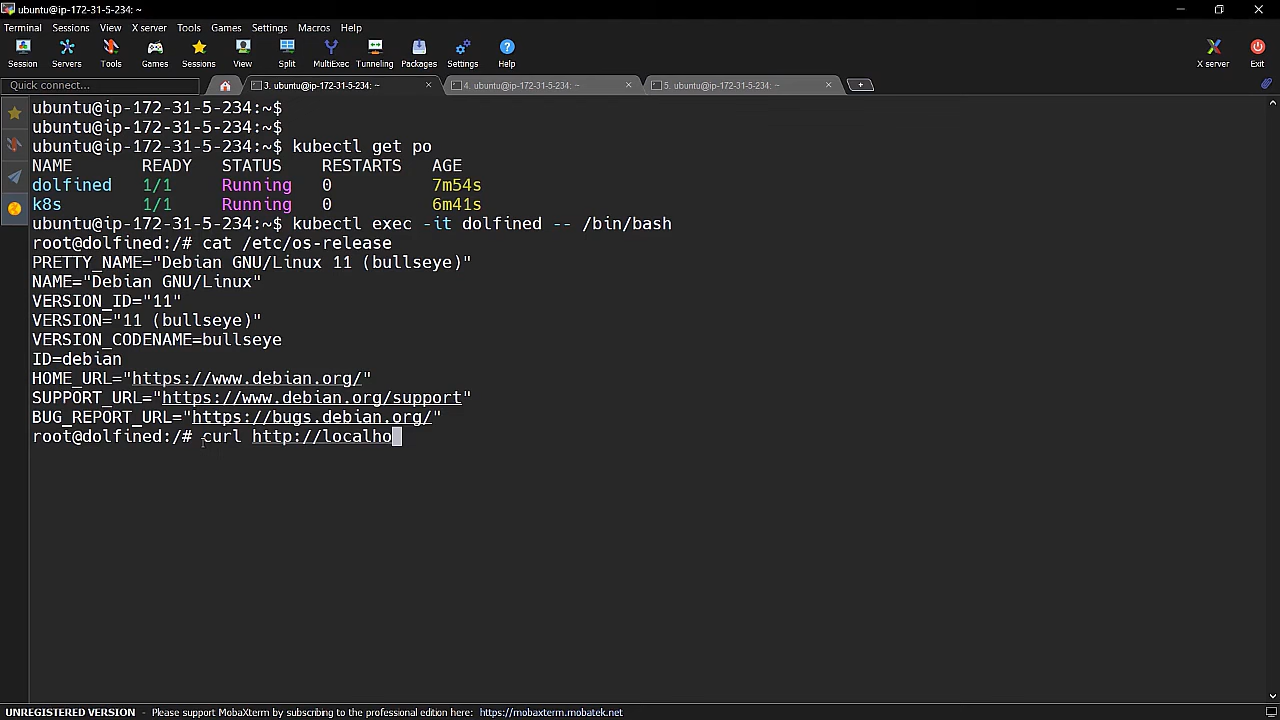 ubuntu@ip-172-31-5-234: ~
Terminal Sessions View X server Tools Games Settings Macros Help
Session Servers Tools Games Sessions View Split MultiExec Tunneling Packages Settings Help X server Exit
Quick connect... 3. ubuntu@ip-172-31-5-234: ~ 4. ubuntu@ip-172-31-5-234: ~ 5. ubuntu@ip-172-31-5-234: ~
ubuntu@ip-172-31-5-234:~$
ubuntu@ip-172-31-5-234:~$
ubuntu@ip-172-31-5-234:~$ kubectl get po
NAME READY STATUS RESTARTS AGE
dolfined 1/1 Running 0 7m54s
k8s 1/1 Running 0 6m41s
ubuntu@ip-172-31-5-234:~$ kubectl exec -it dolfined -- /bin/bash
root@dolfined:/# cat /etc/os-release
PRETTY_NAME="Debian GNU/Linux 11 (bullseye)"
NAME="Debian GNU/Linux"
VERSION_ID="11"
VERSION="11 (bullseye)"
VERSION_CODENAME=bullseye
ID=debian
HOME_URL="https://www.debian.org/"
SUPPORT_URL="https://www.debian.org/support"
BUG_REPORT_URL="https://bugs.debian.org/"
root@dolfined:/# curl http://localho
UNREGISTERED VERSION - Please support MobaXterm by subscribing to the professional edition here: https://mobaxterm.mobatek.net